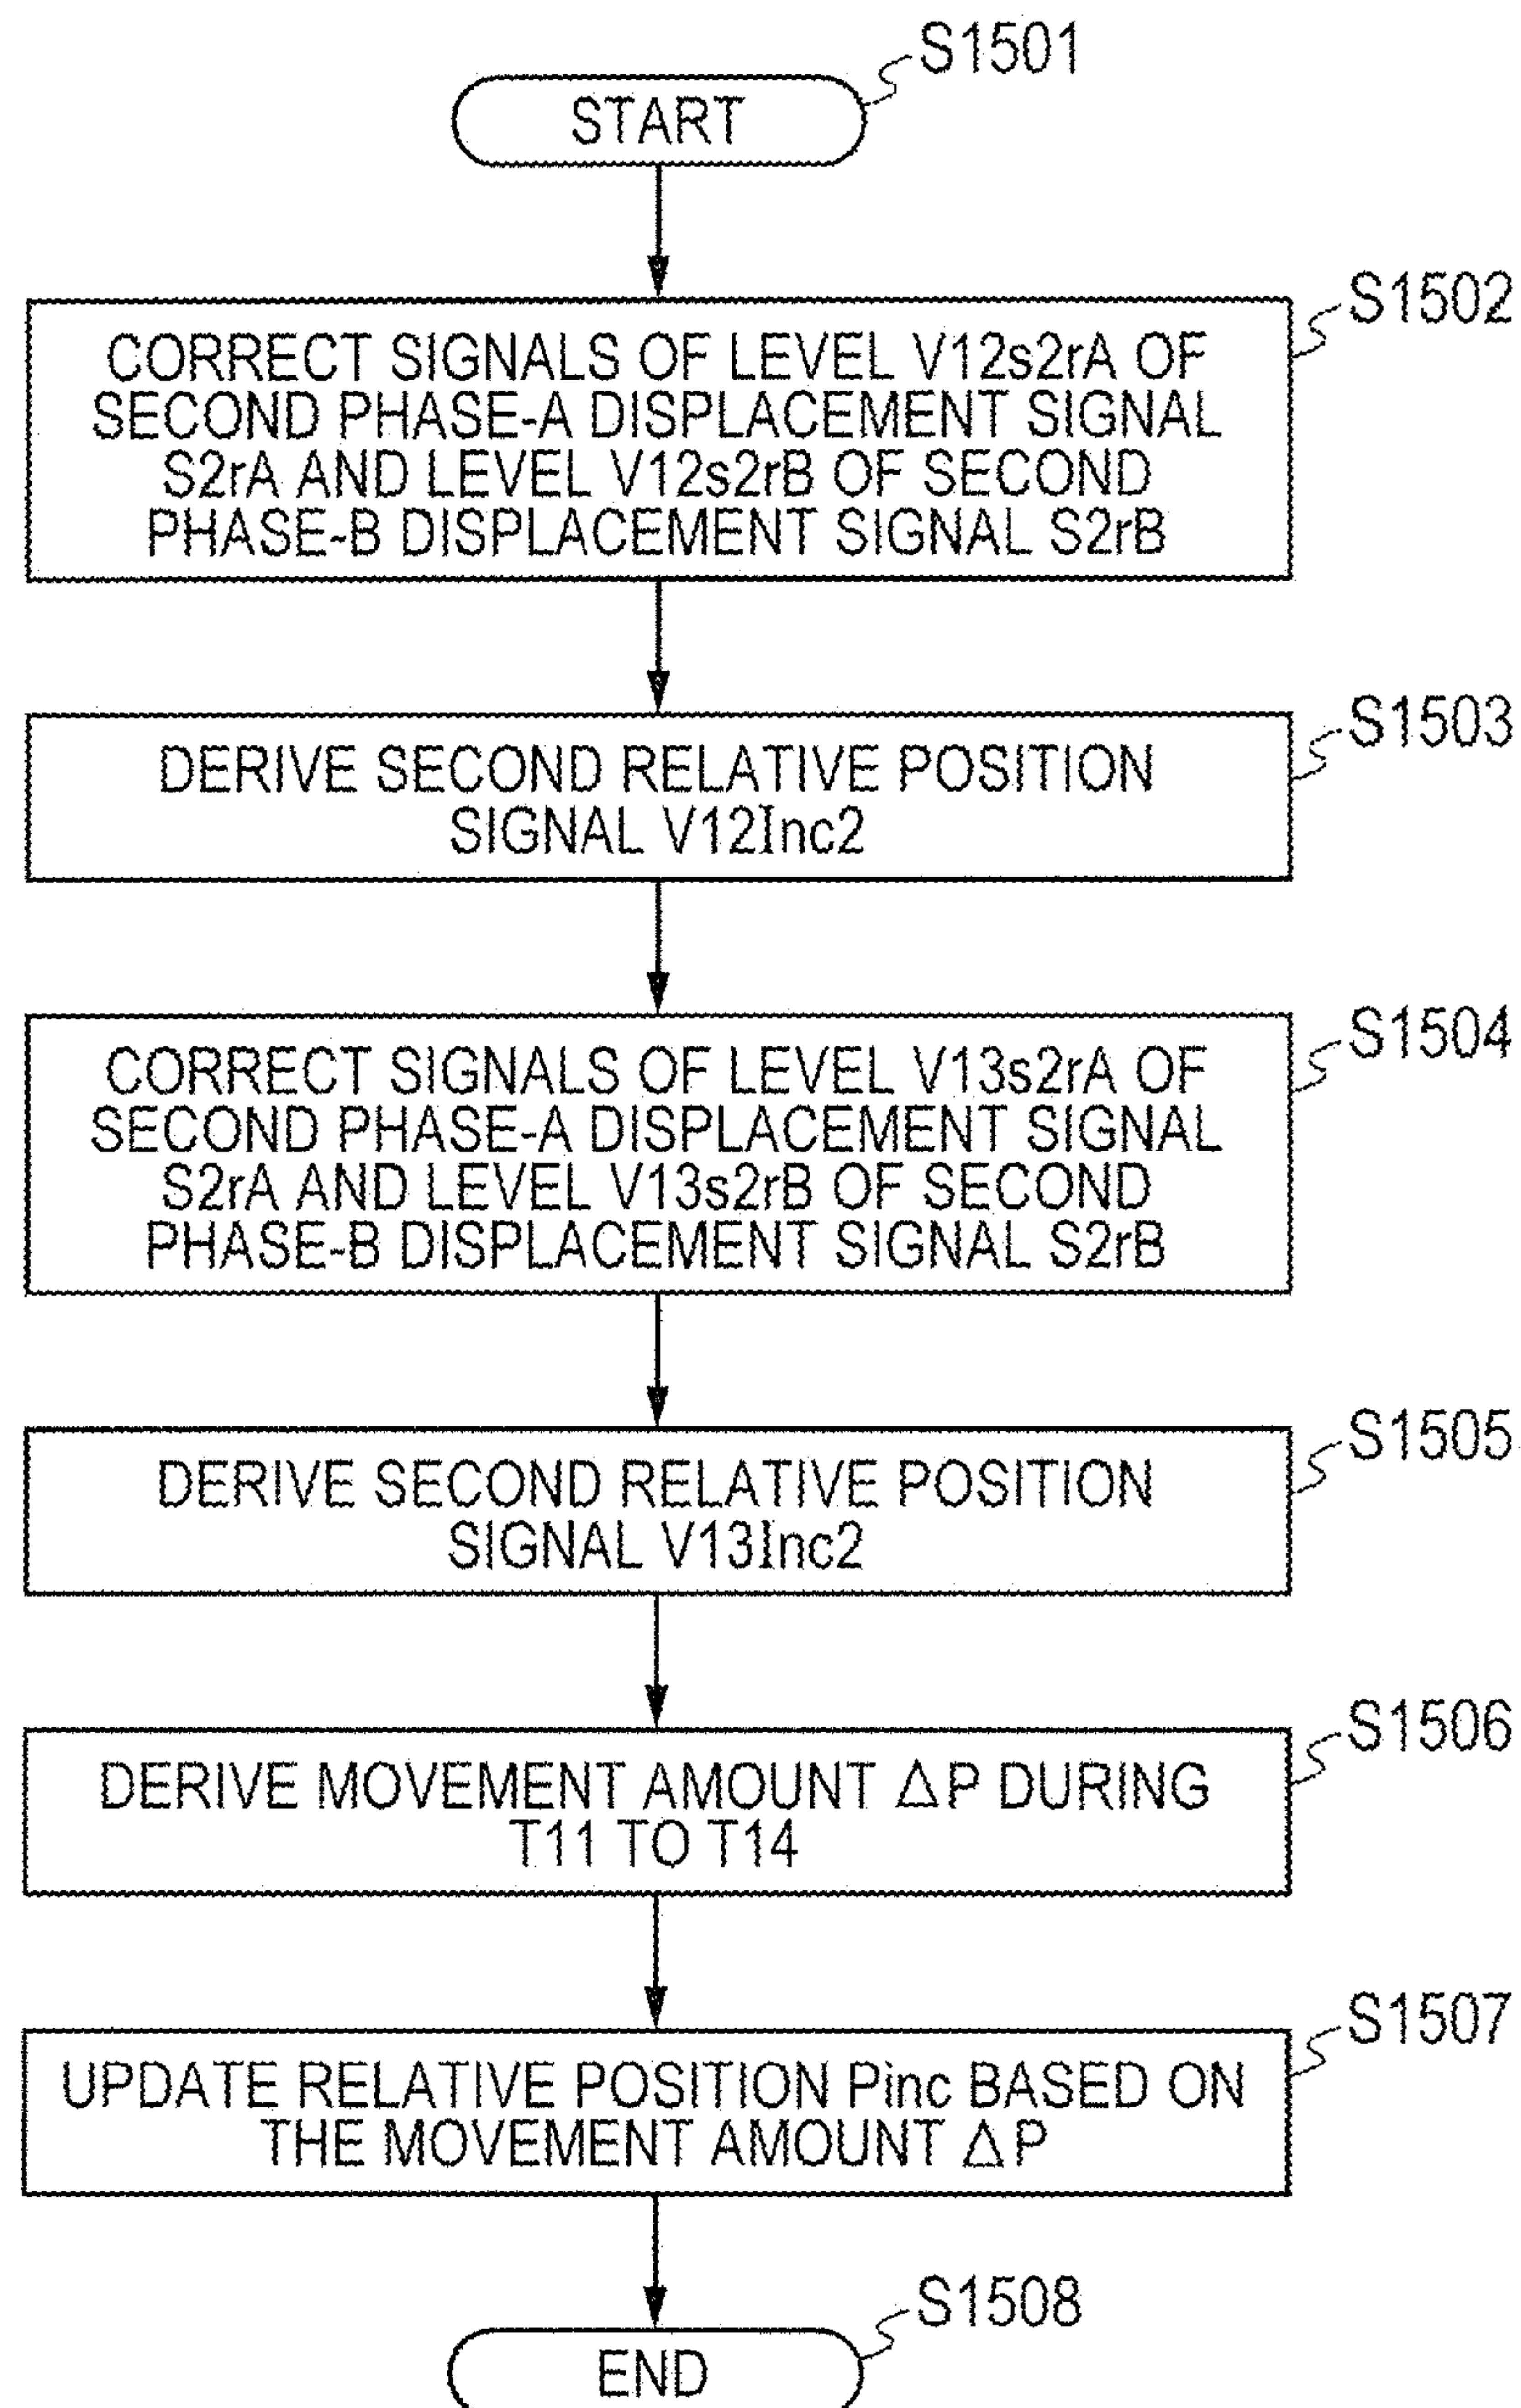 S1501
START
S1502
CORRECT SIGNALS OF LEVEL V12s2rA OF
SECOND PHASE-A DISPLACEMENT SIGNAL
S2rA AND LEVEL V12s2rB OF SECOND
PHASE-B DISPLACEMENT SIGNAL S2rB
S1503
DERIVE SECOND RELATIVE POSITION
SIGNAL V12Inc2
S1504
CORRECT SIGNALS OF LEVEL V13s2rA OF
SECOND PHASE-A DISPLACEMENT SIGNAL
S2rA AND LEVEL V13s2rB OF SECOND
PHASE-B DISPLACEMENT SIGNAL S2rB
S1505
DERIVE SECOND RELATIVE POSITION
SIGNAL V13Inc2
S1506
DERIVE MOVEMENT AMOUNT ΔP DURING
T11 TO T14
S1507
UPDATE RELATIVE POSITION Pinc BASED ON
THE MOVEMENT AMOUNT ΔP
S1508
END